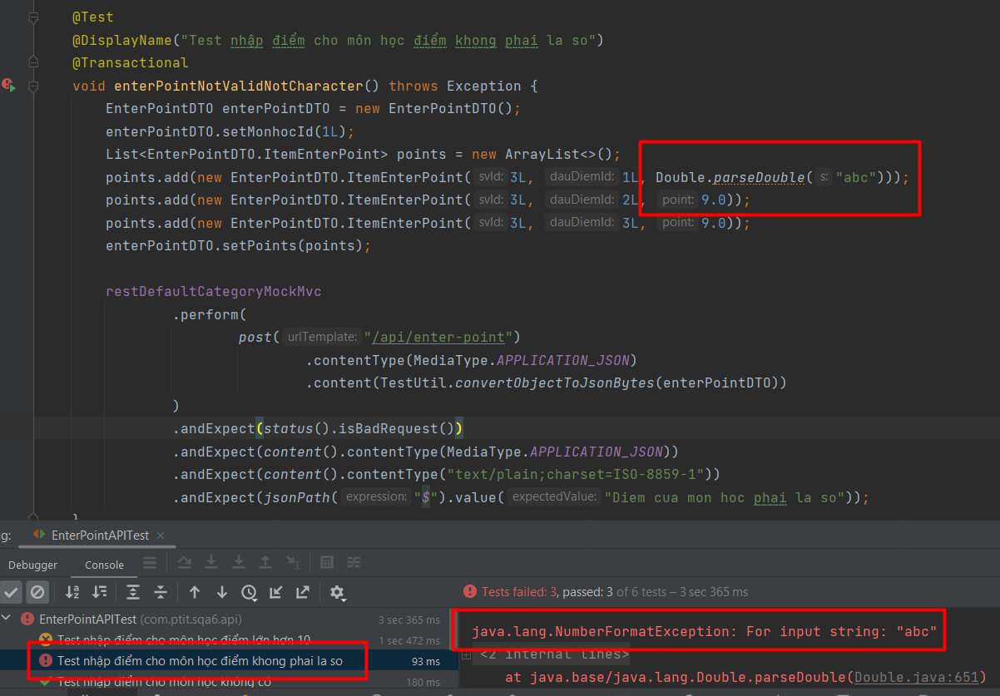 @Test
@DisplayName("Test nhập điểm cho môn học điểm khong phai la so")
@Transactional
void enterPointNotValidNotCharacter() throws Exception {
EnterPointDTO enterPointDTO = new EnterPointDTO();
enterPointDTO.setMonhocId(1L);
List<EnterPointDTO.ItemEnterPoint> points = new ArrayList<>();
points.add(new EnterPointDTO.ItemEnterPoint( svId: 3L, dauDiemId: 1L, Double.parseDouble( s: "abc")));
points.add(new EnterPointDTO.ItemEnterPoint( svId: 3L, dauDiemId: 2L, point: 9.0));
points.add(new EnterPointDTO.ItemEnterPoint( svId: 3L, dauDiemId: 3L, point: 9.0));
enterPointDTO.setPoints(points);
restDefaultCategoryMockMvc
.perform(
post( urlTemplate: "/api/enter-point")
.contentType(MediaType.APPLICATION_JSON)
.content(TestUtil.convertObjectToJsonBytes(enterPointDTO))
)
.andExpect(status().isBadRequest())
.andExpect(content().contentType(MediaType.APPLICATION_JSON))
.andExpect(content().contentType("text/plain;charset=ISO-8859-1"))
.andExpect(jsonPath( expression: "$").value( expectedValue: "Diem cua mon hoc phai la so"));
}
g: EnterPointAPITest
Debugger Console
Tests failed: 3, passed: 3 of 6 tests – 3 sec 365 ms
EnterPointAPITest (com.ptit.sqa6.api) 3 sec 365 ms
Test nhập điểm cho môn học điểm lớn hơn 10 1 sec 472 ms
Test nhập điểm cho môn học điểm khong phai la so 93 ms
Test nhập điểm cho môn học không có 180 ms
java.lang.NumberFormatException: For input string: "abc"
<2 internal lines>
at java.base/java.lang.Double.parseDouble(Double.java:651)